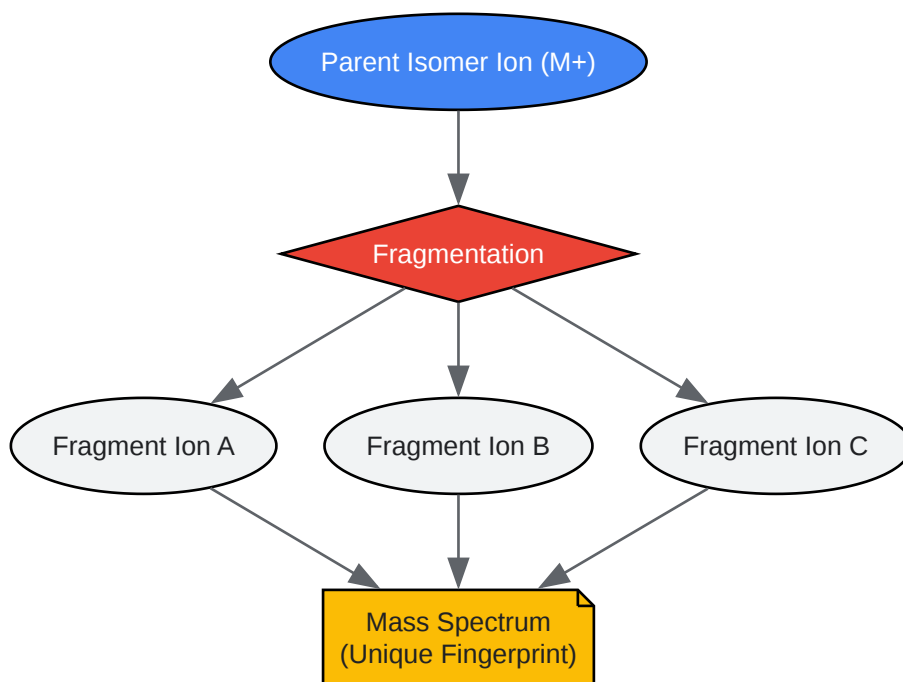 Parent Isomer Ion (M+)
Fragmentation
Fragment Ion A
Fragment Ion B
Fragment Ion C
Mass Spectrum
(Unique Fingerprint)